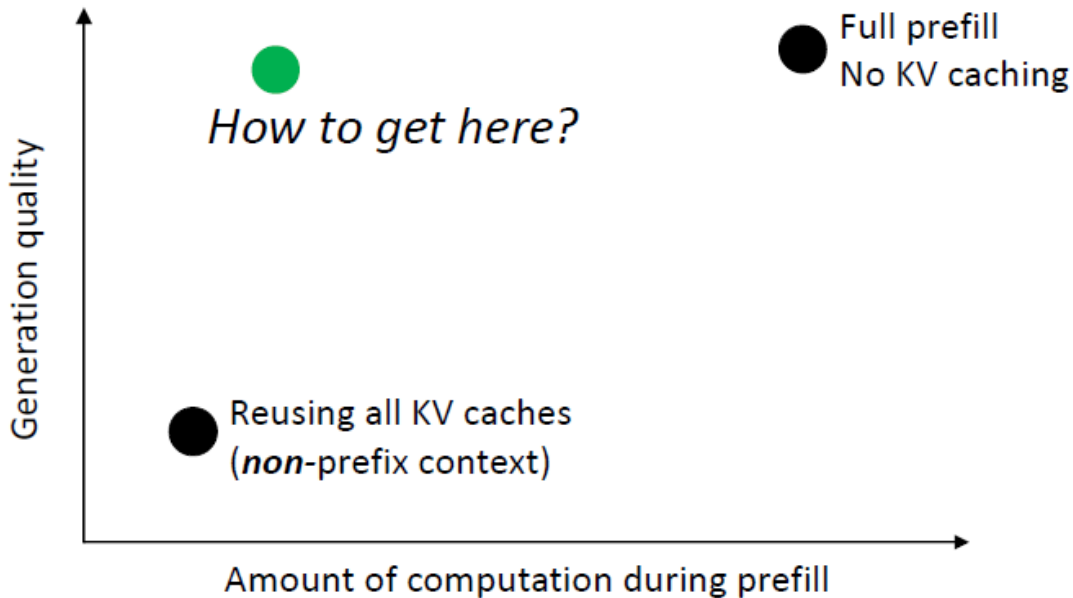 Full prefill
No KV caching
How to get here?
Generation quality
Reusing all KV caches
(non-prefix context)
Amount of computation during prefill